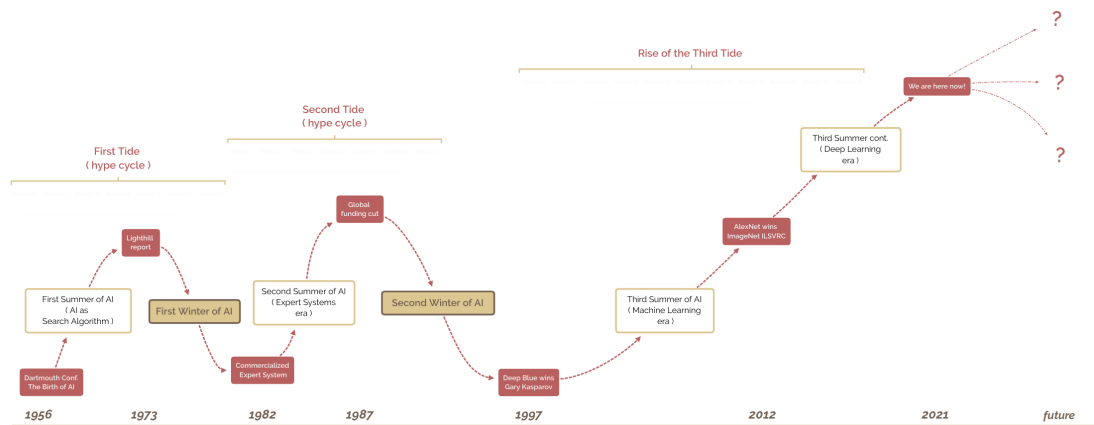 ?
Rise of the Third Tide
We are here now!
?
Second Tide
( hype cycle )
Third Summer cont.
( Deep Learning
era )
First Tide
( hype cycle )
?
Global
funding cut
Lighthill
report
AlexNet wins
ImageNet ILSVRC
First Summer of AI
( AI as
Search Algorithm )
First Winter of AI
Second Summer of AI
( Expert Systems
era )
Second Winter of AI
Third Summer of AI
( Machine Learning
era )
Dartmouth Conf.
The Birth of AI
Commercialized
Expert System
Deep Blue wins
Gary Kasparov
1956 1973 1982 1987 1997 2012 2021 future